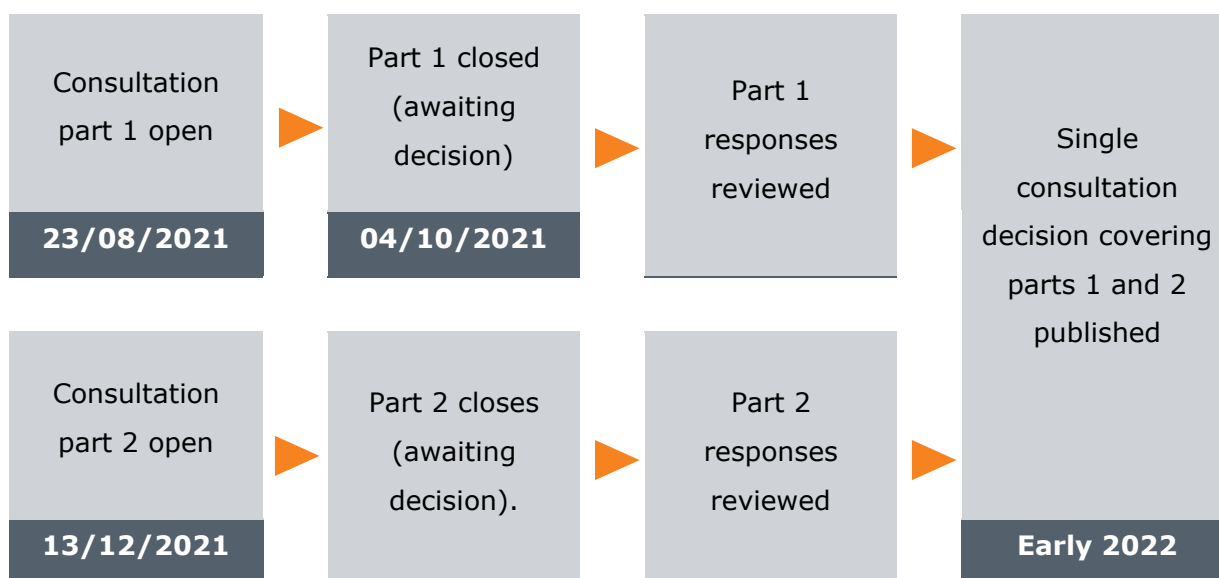 Consultation
part 1 open
23/08/2021
Part 1 closed
(awaiting
decision)
04/10/2021
Part 1
responses
reviewed
Single
consultation
decision covering
parts 1 and 2
published
Early 2022
Consultation
part 2 open
13/12/2021
Part 2 closes
(awaiting
decision).
Part 2
responses
reviewed